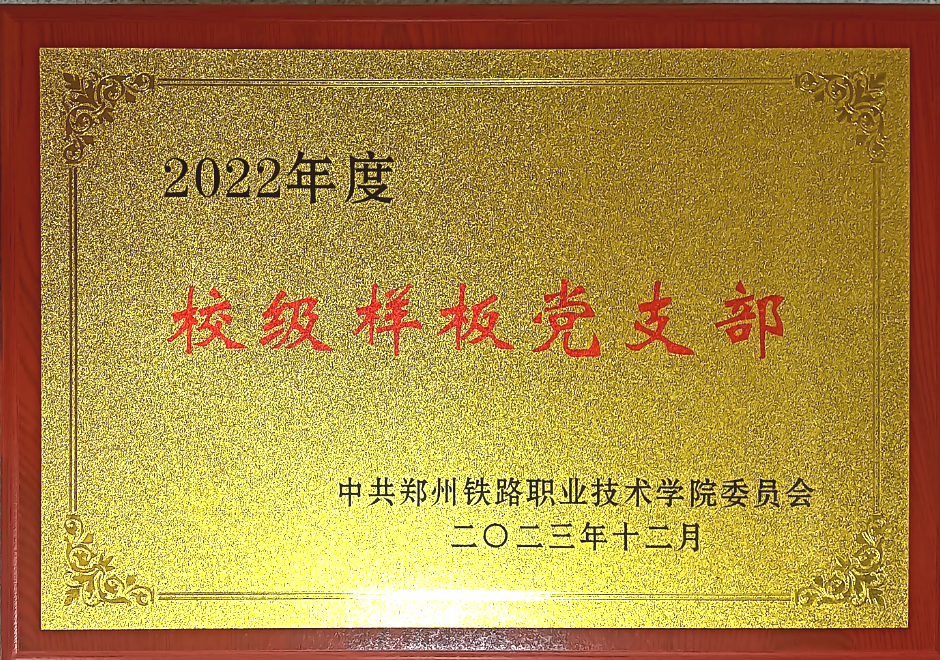 2022年度
校级样板党支部
中共郑州铁路职业技术学院委员会
二〇二三年十二月